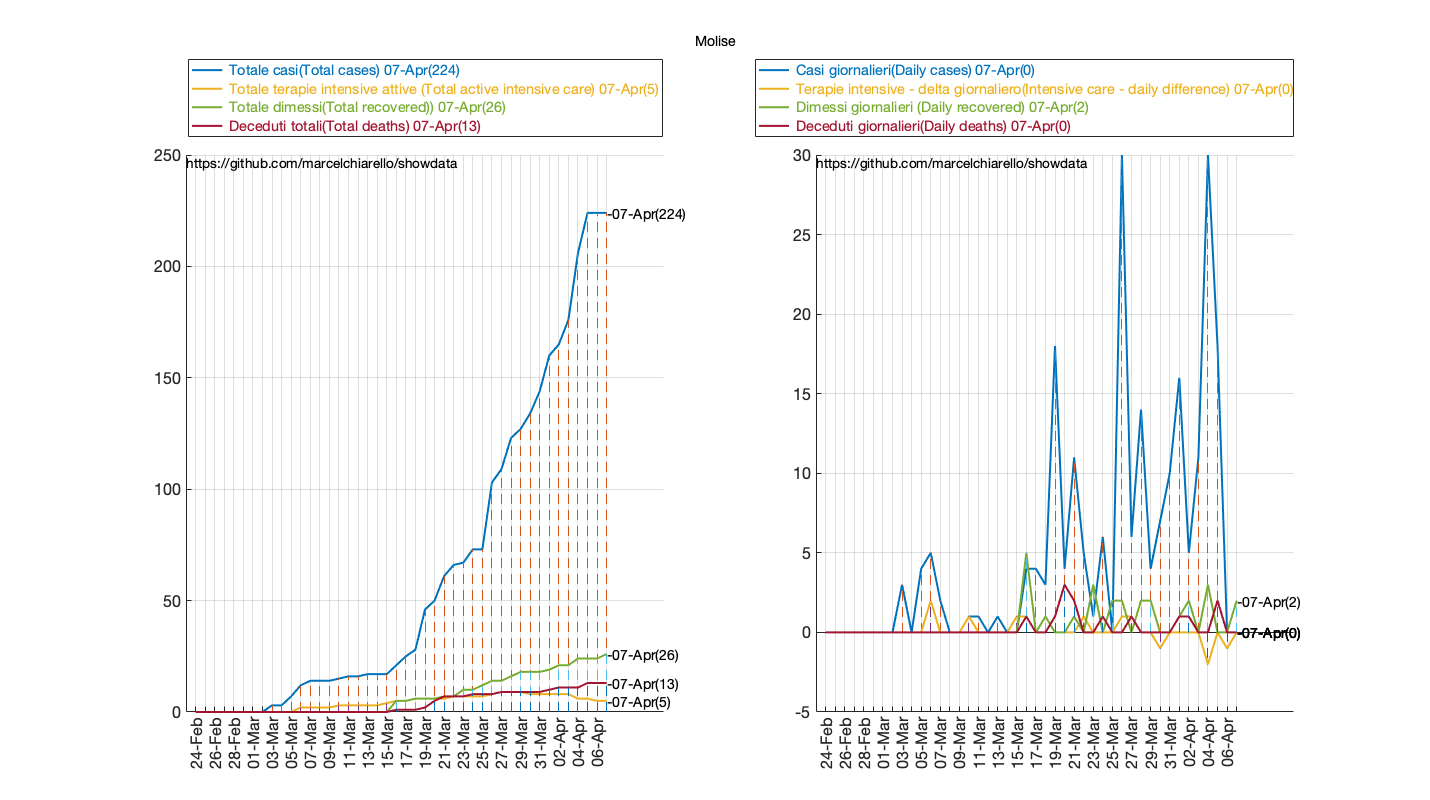 Molise
Totale casi(Total cases) 07-Apr(224)
Totale terapie intensive attive (Total active intensive care) 07-Apr(5)
Totale dimessi(Total recovered)) 07-Apr(26)
Deceduti totali(Total deaths) 07-Apr(13)
Casi giornalieri(Daily cases) 07-Apr(0)
Terapie intensive - delta giornaliero(Intensive care - daily difference) 07-Apr(0)
Dimessi giornalieri (Daily recovered) 07-Apr(2)
Deceduti giornalieri(Daily deaths) 07-Apr(0)
https://github.com/marcelchiarello/showdata
250
200
150
100
50
0
-07-Apr(224)
-07-Apr(26)
-07-Apr(13)
-07-Apr(5)
24-Feb
26-Feb
28-Feb
01-Mar
03-Mar
05-Mar
07-Mar
09-Mar
11-Mar
13-Mar
15-Mar
17-Mar
19-Mar
21-Mar
23-Mar
25-Mar
27-Mar
29-Mar
31-Mar
02-Apr
04-Apr
06-Apr
https://github.com/marcelchiarello/showdata
30
25
20
15
10
5
0
-5
-07-Apr(2)
-07-Apr(0)
24-Feb
26-Feb
28-Feb
01-Mar
03-Mar
05-Mar
07-Mar
09-Mar
11-Mar
13-Mar
15-Mar
17-Mar
19-Mar
21-Mar
23-Mar
25-Mar
27-Mar
29-Mar
31-Mar
02-Apr
04-Apr
06-Apr